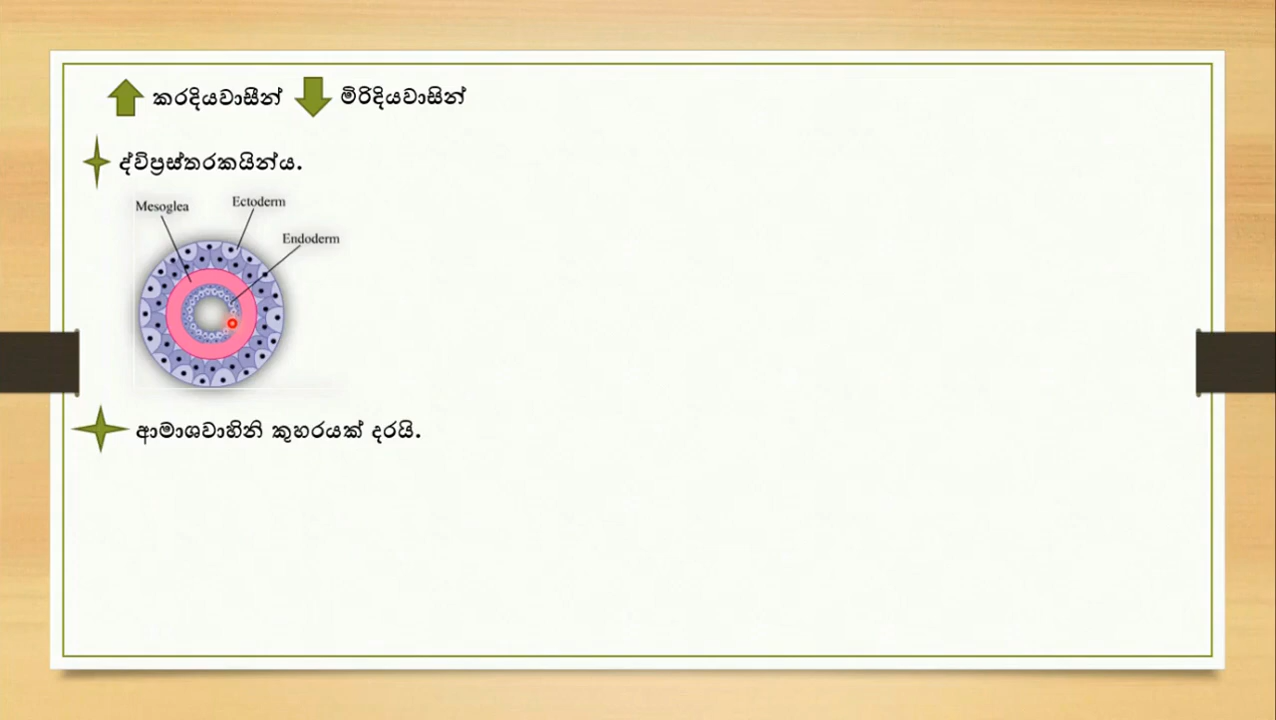 කරදියවාසීන් මිරිදියවාසින්
ද්විප්‍රස්තරකයින්ය.
Mesoglea
Ectoderm
Endoderm
ආමාශවාහිනි කුහරයක් දරයි.